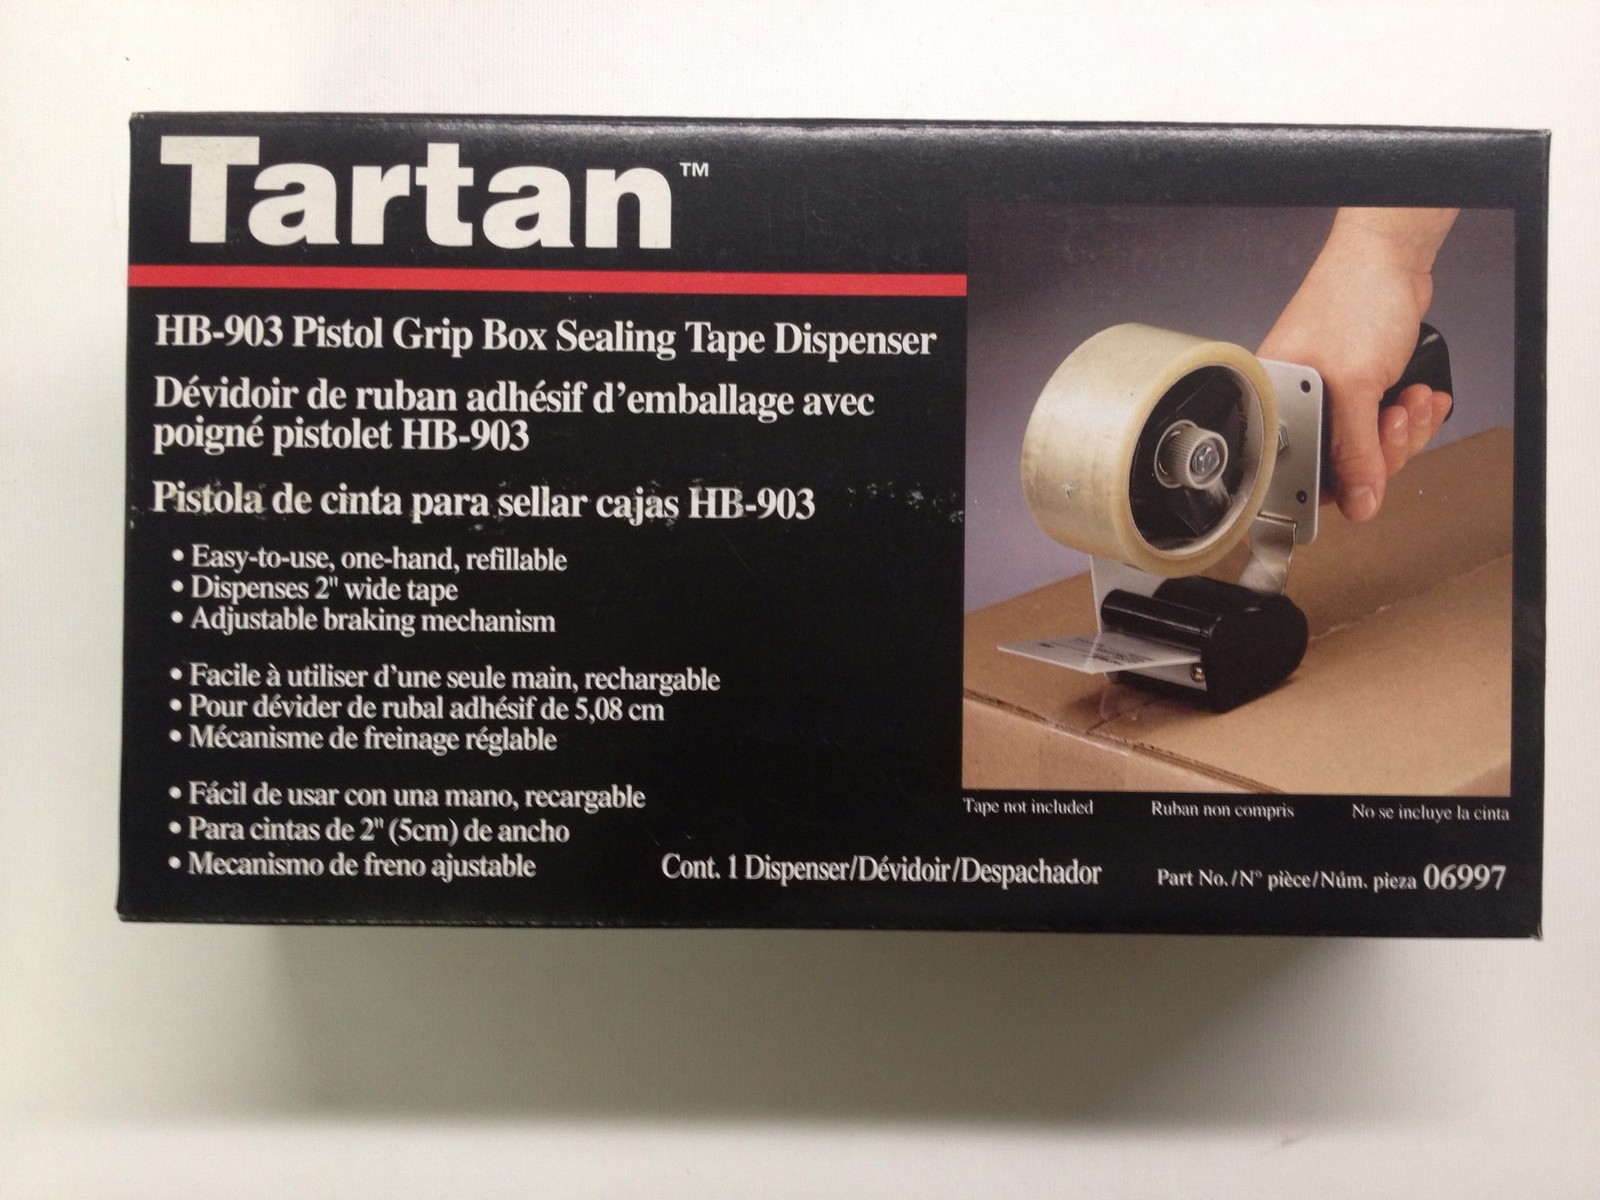 Tartan™
HB-903 Pistol Grip Box Sealing Tape Dispenser
Dévidoir de ruban adhésif d'emballage avec
poigné pistolet HB-903
Pistola de cinta para sellar cajas HB-903
• Easy-to-use, one-hand, refillable
• Dispenses 2" wide tape
• Adjustable braking mechanism
• Facile à utiliser d'une seule main, rechargable
• Pour dévider de rubal adhésif de 5,08 cm
• Mécanisme de freinage réglable
• Fácil de usar con una mano, recargable
• Para cintas de 2" (5cm) de ancho
• Mecanismo de freno ajustable
Tape not included Ruban non compris No se incluye la cinta
Cont. 1 Dispenser/Dévidoir/Despachador
Part No./N° pièce/Núm. pieza 06997